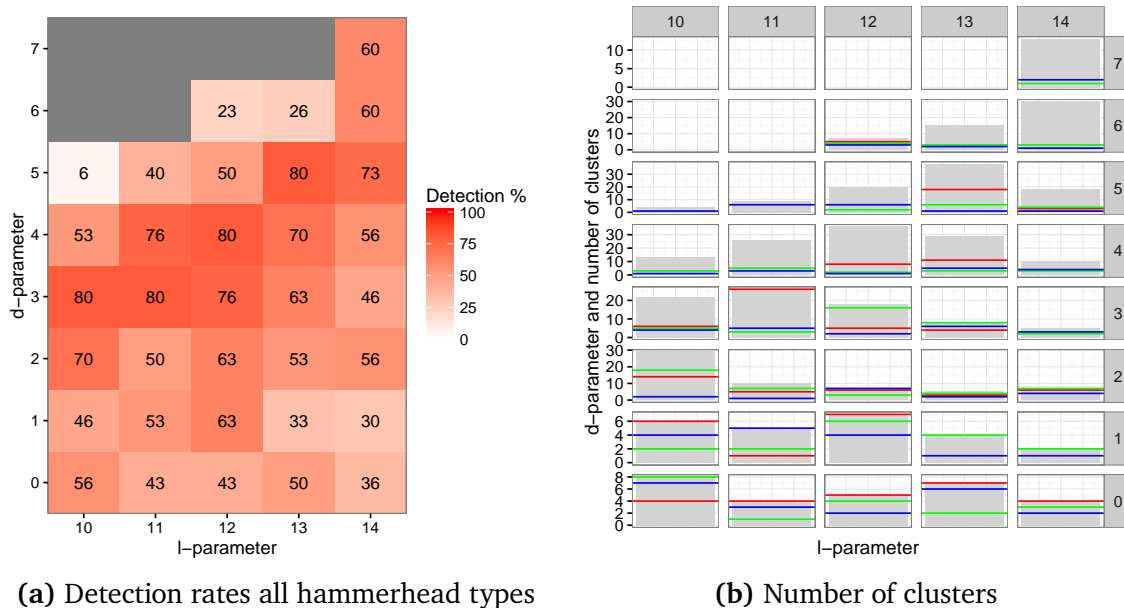 7 60
6 23 26 60
5 6 40 50 80 73
4 53 76 80 70 56
3 80 80 76 63 46
2 70 50 63 53 56
1 46 53 63 33 30
0 56 43 43 50 36
10 11 12 13 14
l−parameter
d−parameter
Detection %
100
75
50
25
0
(a) Detection rates all hammerhead types
10 11 12 13 14
d−parameter and number of clusters
10
5
0
7
30
20
10
0
6
30
20
10
0
5
30
20
10
0
4
20
10
0
3
30
20
10
0
2
6
4
2
0
1
8
6
4
2
0
0
l−parameter
(b) Number of clusters